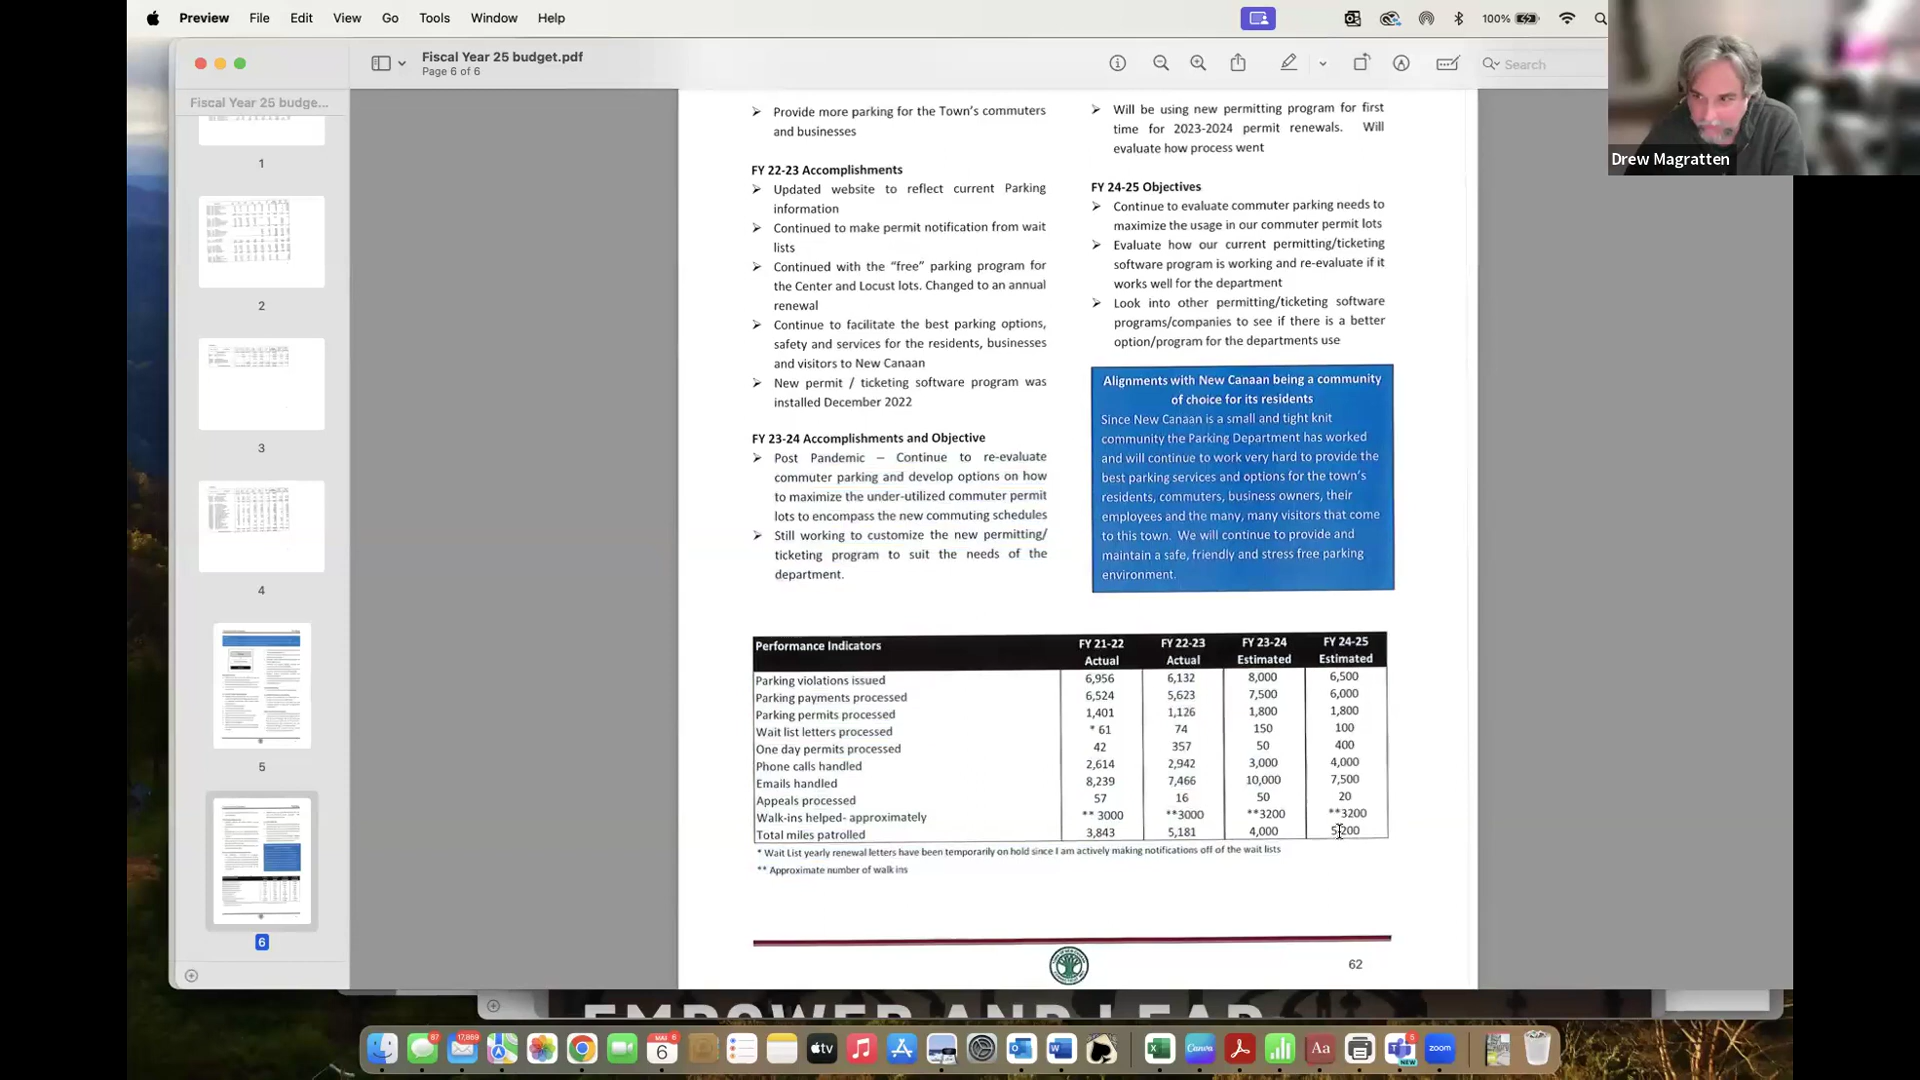 Preview File Edit View Go Tools Window Help
100%
Fiscal Year 25 budget.pdf
Page 6 of 6
Search
Drew Magratten
Fiscal Year 25 budge...
1
2
3
4
5
6
Provide more parking for the Town's commuters
and businesses
FY 22-23 Accomplishments
Updated website to reflect current Parking
information
Continued to make permit notification from wait
lists
Continued with the "free" parking program for
the Center and Locust lots. Changed to an annual
renewal
Continue to facilitate the best parking options,
safety and services for the residents, businesses
and visitors to New Canaan
New permit / ticketing software program was
installed December 2022
FY 23-24 Accomplishments and Objective
Post Pandemic – Continue to re-evaluate
commuter parking and develop options on how
to maximize the under-utilized commuter permit
lots to encompass the new commuting schedules
Still working to customize the new permitting/
ticketing program to suit the needs of the
department.
Will be using new permitting program for first
time for 2023-2024 permit renewals. Will
evaluate how process went
FY 24-25 Objectives
Continue to evaluate commuter parking needs to
maximize the usage in our commuter permit lots
Evaluate how our current permitting/ticketing
software program is working and re-evaluate if it
works well for the department
Look into other permitting/ticketing software
programs/companies to see if there is a better
option/program for the departments use
Alignments with New Canaan being a community
of choice for its residents
Since New Canaan is a small and tight knit
community the Parking Department has worked
and will continue to work very hard to provide the
best parking services and options for the town's
residents, commuters, business owners, their
employees and the many, many visitors that come
to this town. We will continue to provide and
maintain a safe, friendly and stress free parking
environment.
Performance Indicators FY 21-22 Actual FY 22-23 Actual FY 23-24 Estimated FY 24-25 Estimated
Parking violations issued 6,956 6,132 8,000 6,500
Parking payments processed 6,524 5,623 7,500 6,000
Parking permits processed 1,401 1,126 1,800 1,800
Wait list letters processed * 61 74 150 100
One day permits processed 42 357 50 400
Phone calls handled 2,614 2,942 3,000 4,000
Emails handled 8,239 7,466 10,000 7,500
Appeals processed 57 16 50 20
Walk-ins helped- approximately ** 3000 **3000 **3200 **3200
Total miles patrolled 3,843 5,181 4,000 5,200
* Wait List yearly renewal letters have been temporarily on hold since I am actively making notifications off of the wait lists
** Approximate number of walk ins
62
EMPOWER AND LEAD
87
17,869
MAI 6
6
tv
Canva
Aa
5
NEW
zoom